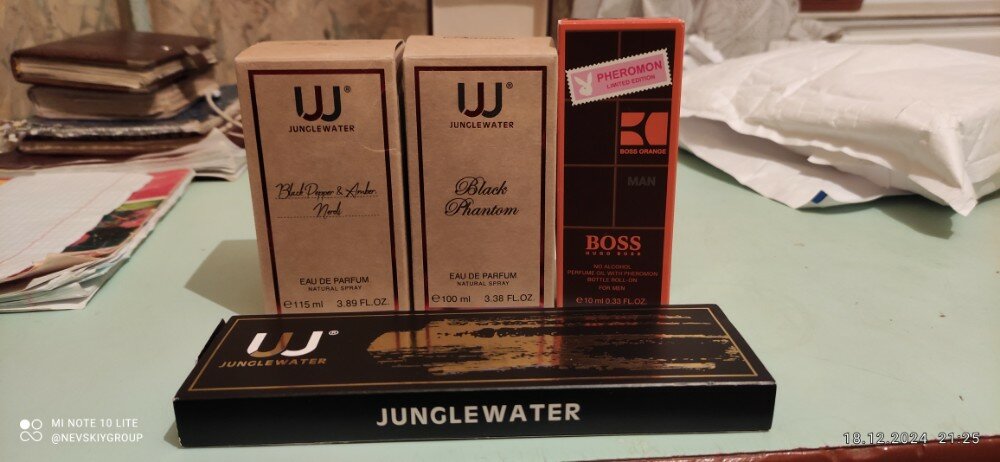 JUNGLEWATER
Black Pepper & Amber
Neroli
EAU DE PARFUM
NATURAL SPRAY
e 115 ml 3.89 FL.OZ.
JUNGLEWATER
Black
Phantom
EAU DE PARFUM
NATURAL SPRAY
e 100 ml 3.38 FL.OZ.
PHEROMON
LIMITED EDITION
BOSS ORANGE
MAN
BOSS
HUGO BOSS
NO ALCOHOL
PERFUME OIL WITH PHEROMON
BOTTLE ROLL-ON
FOR MEN
e 10 ml 0.33 FL.OZ.
JUNGLEWATER
JUNGLEWATER
MI NOTE 10 LITE
@NEVSKIYGROUP
18.12.2024 21:25